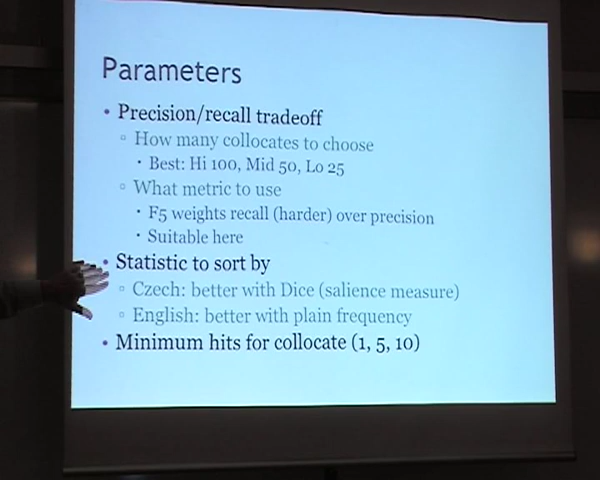 Parameters
• Precision/recall tradeoff
▫ How many collocates to choose
• Best: Hi 100, Mid 50, Lo 25
▫ What metric to use
• F5 weights recall (harder) over precision
• Suitable here
• Statistic to sort by
▫ Czech: better with Dice (salience measure)
▫ English: better with plain frequency
• Minimum hits for collocate (1, 5, 10)